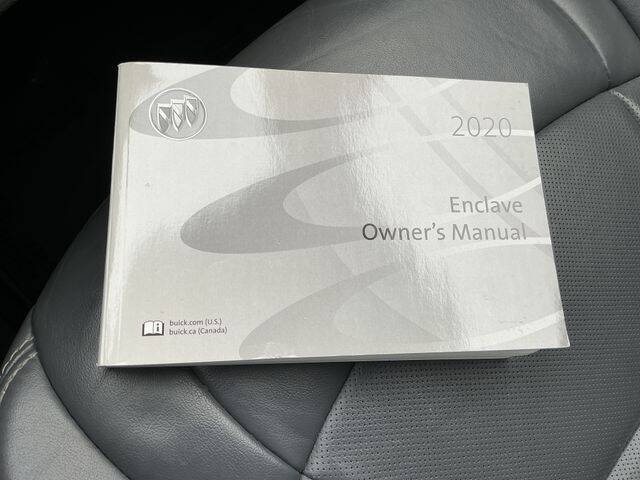 2020
Enclave
Owner's Manual
buick.com (U.S.)
buick.ca (Canada)